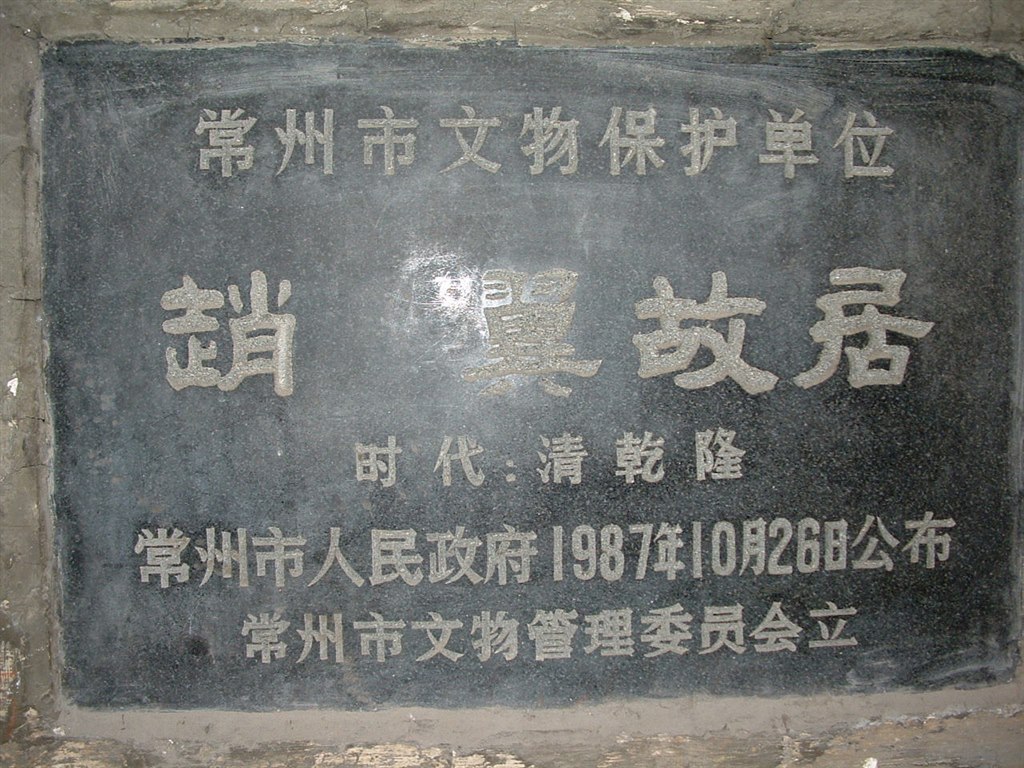 常州市文物保护单位
趙翼故居
时代:清乾隆
常州市人民政府1987年10月26日公布
常州市文物管理委员会立